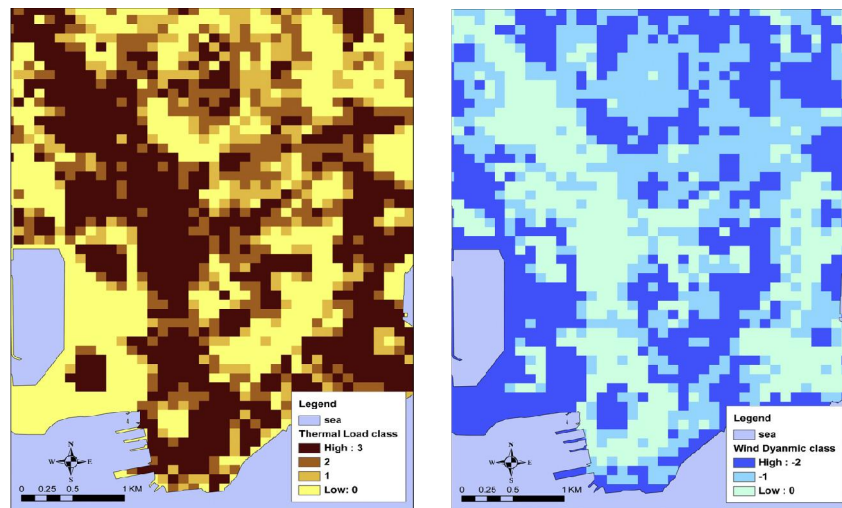 Legend
sea
Thermal Load class
High : 3
2
1
Low: 0
N
W E
S
0 0.25 0.5 1 KM
Legend
sea
Wind Dyanmic class
High : -2
-1
Low : 0
N
W E
S
0 0.25 0.5 1 KM